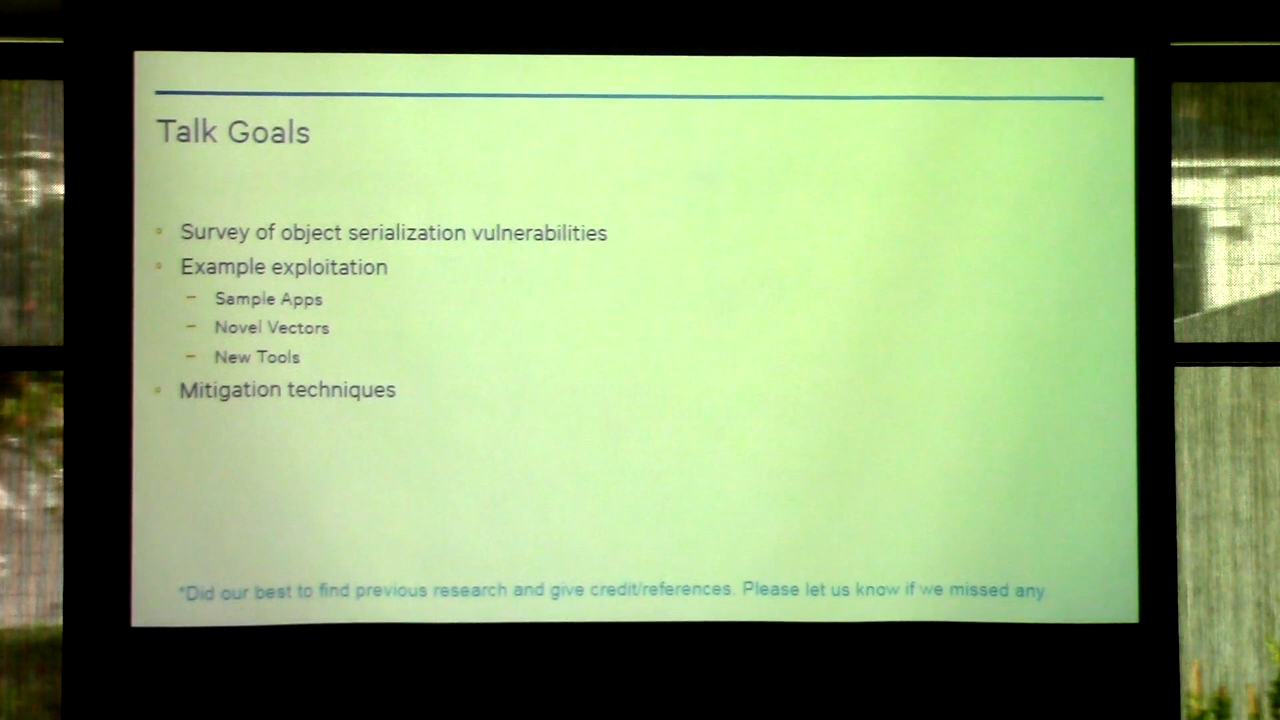 Talk Goals
Survey of object serialization vulnerabilities
Example exploitation
– Sample Apps
– Novel Vectors
– New Tools
Mitigation techniques
*Did our best to find previous research and give credit/references. Please let us know if we missed any